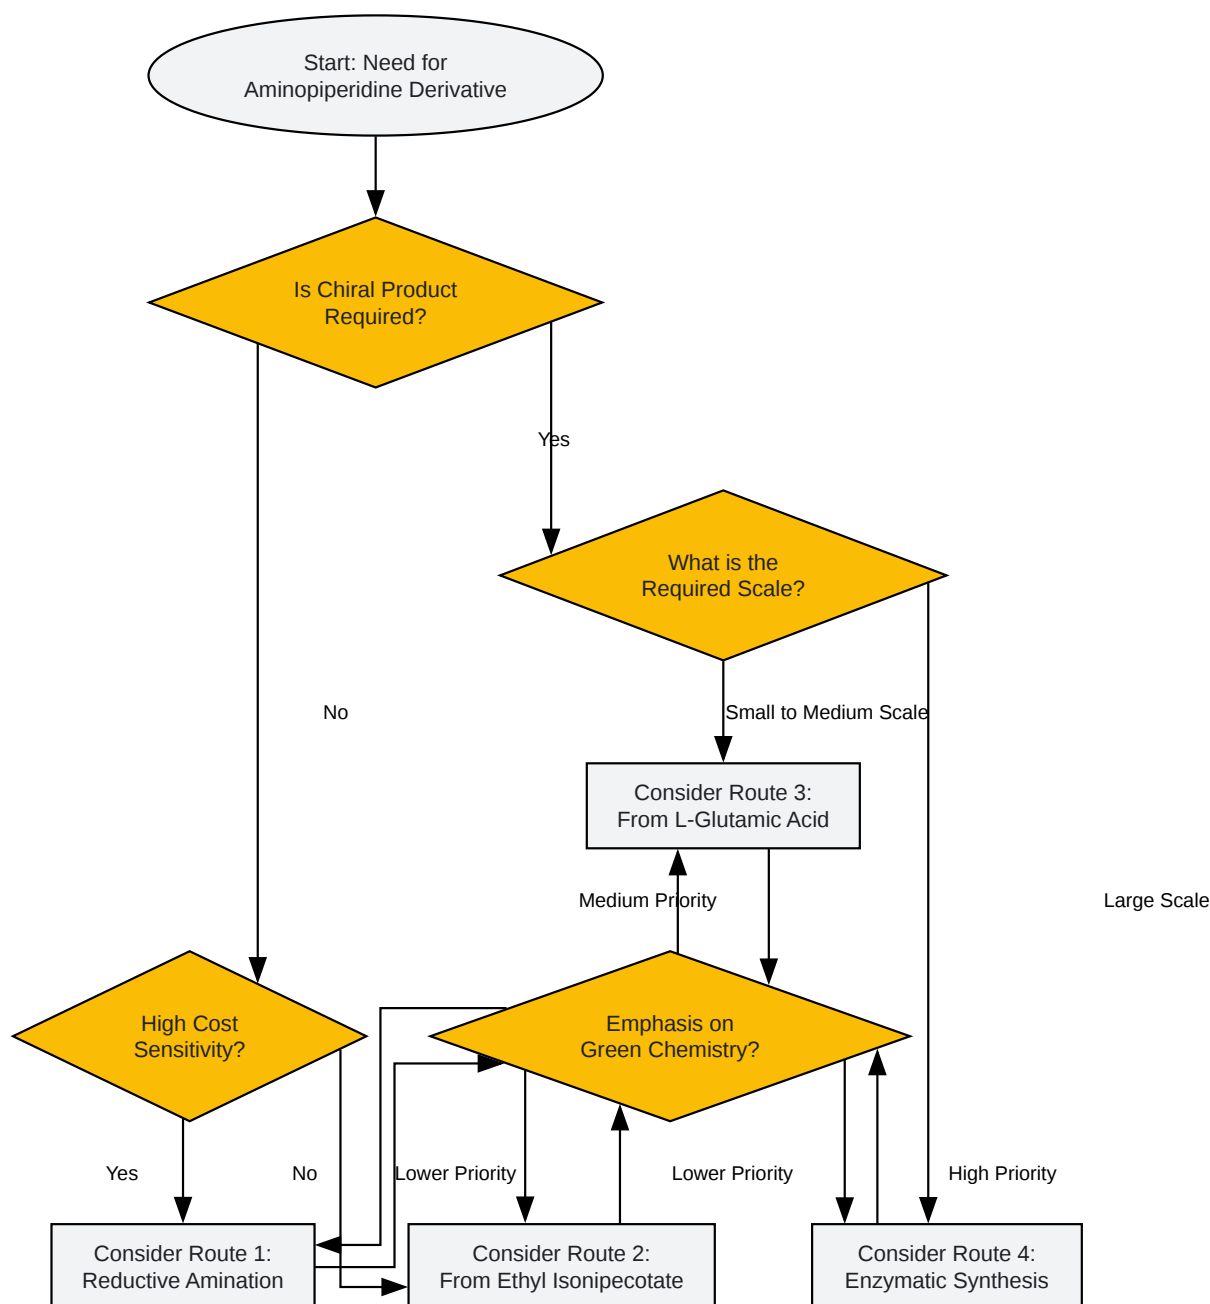 Start: Need for
Aminopiperidine Derivative
Is Chiral Product
Required?
Yes
What is the
Required Scale?
No
Small to Medium Scale
Consider Route 3:
From L-Glutamic Acid
Medium Priority
Large Scale
High Cost
Sensitivity?
Emphasis on
Green Chemistry?
Yes
No
Lower Priority
Lower Priority
High Priority
Consider Route 1:
Reductive Amination
Consider Route 2:
From Ethyl Isonipecotate
Consider Route 4:
Enzymatic Synthesis